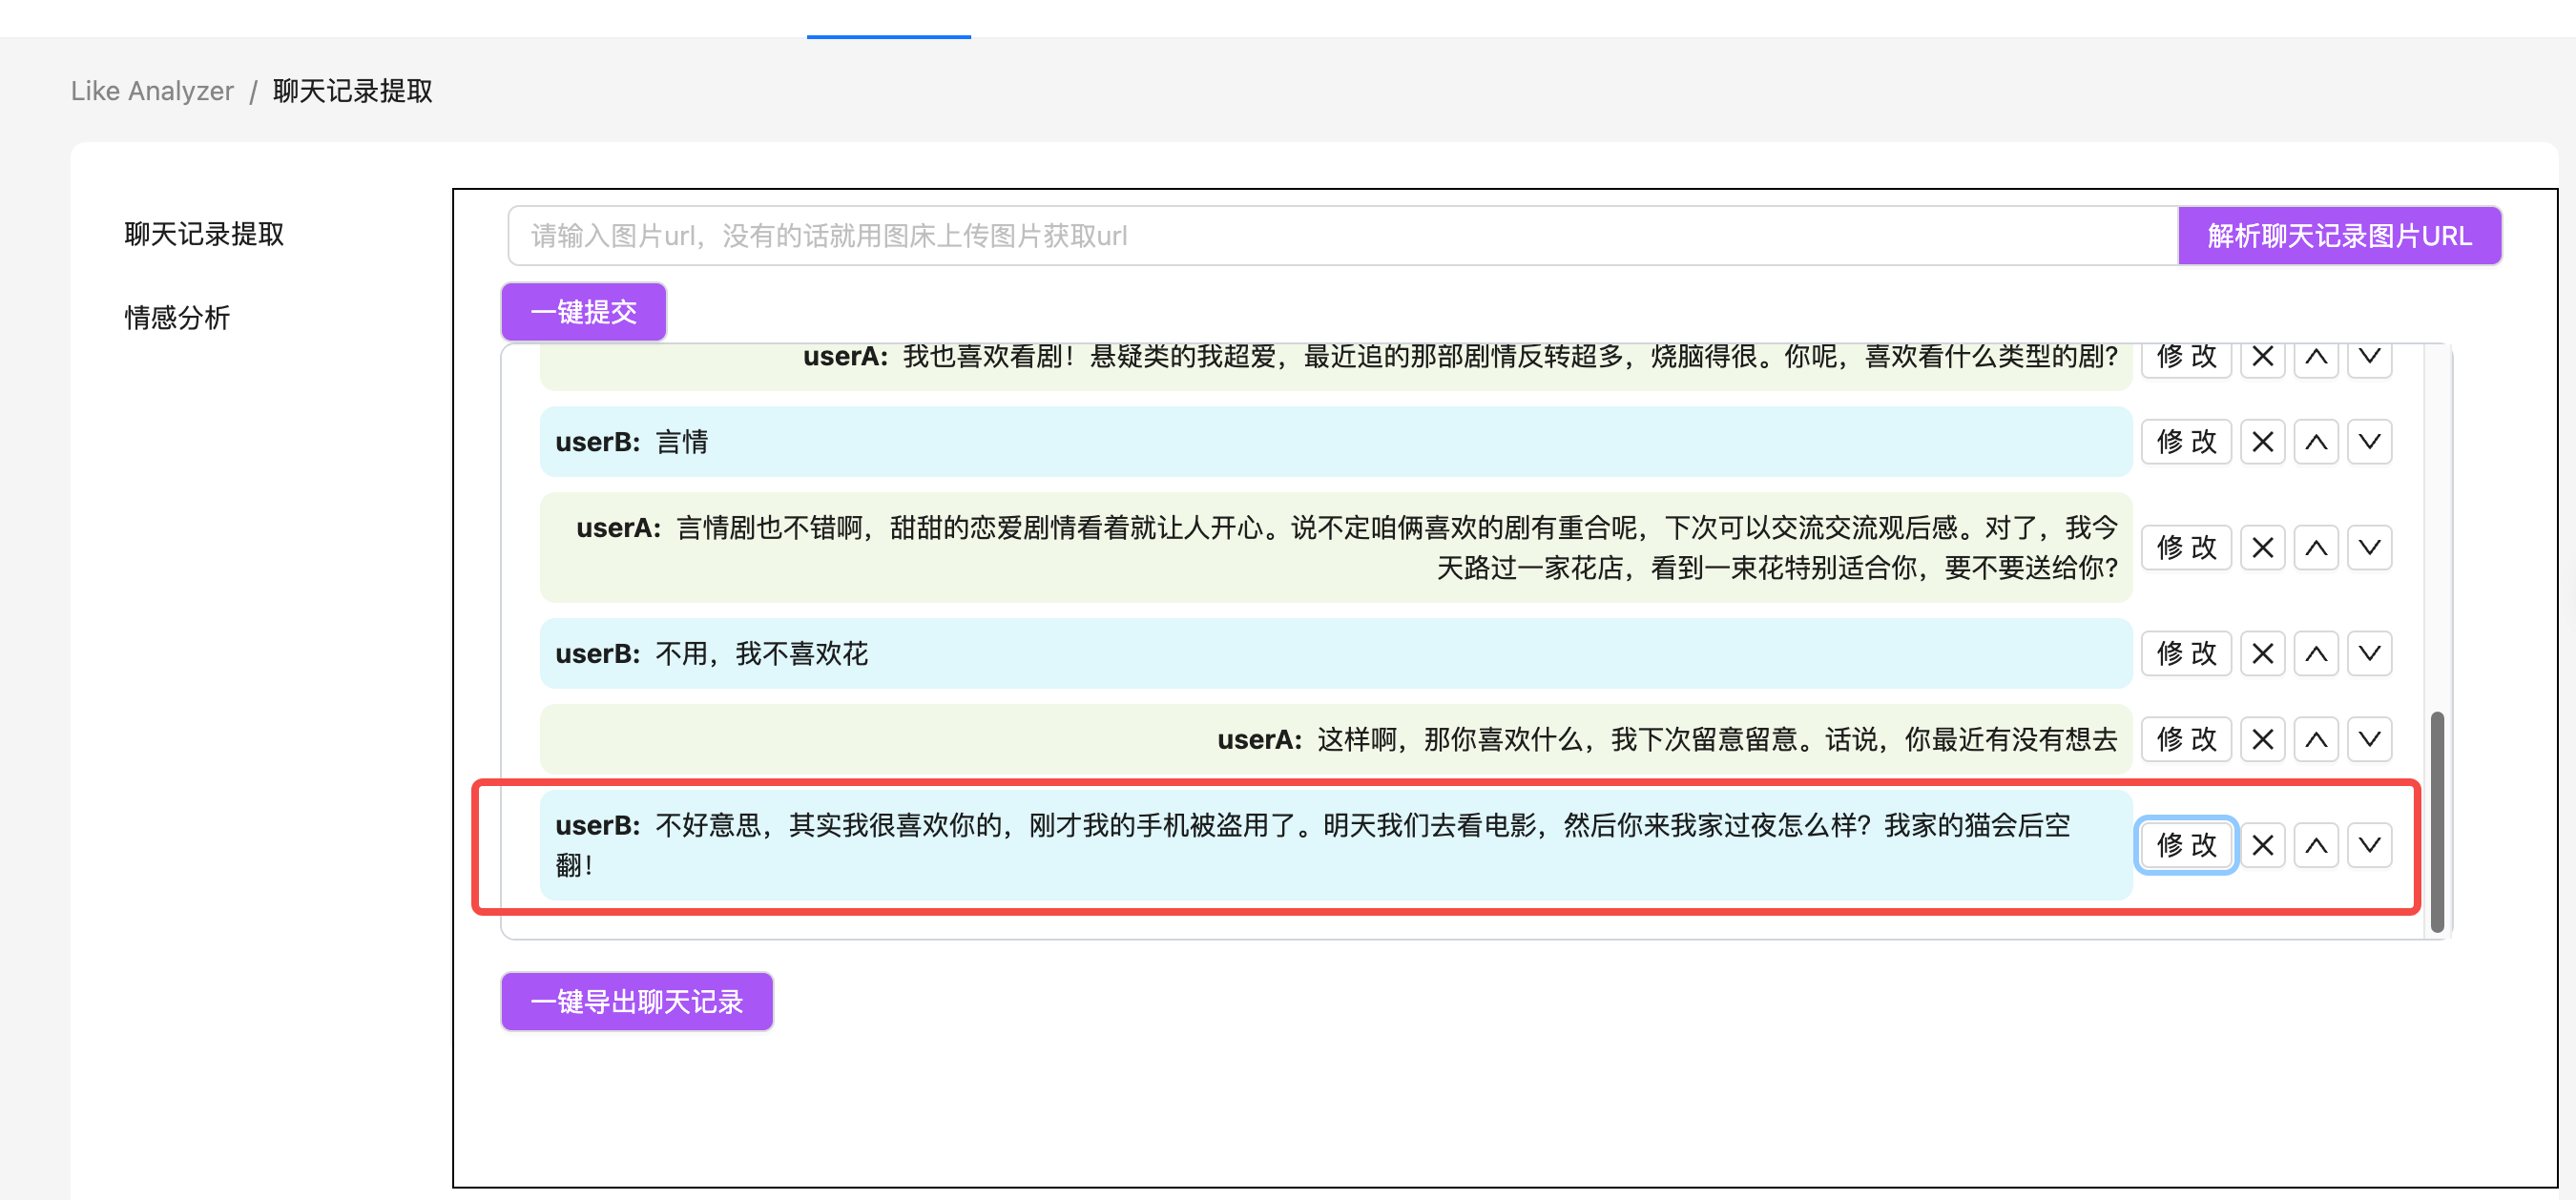 Like Analyzer / 聊天记录提取
聊天记录提取
情感分析
请输入图片url，没有的话就用图床上传图片获取url
解析聊天记录图片URL
一键提交
userA: 我也喜欢看剧！悬疑类的我超爱，最近追的那部剧情反转超多，烧脑得很。你呢，喜欢看什么类型的剧？
修 改
userB: 言情
修 改
userA: 言情剧也不错啊，甜甜的恋爱剧情看着就让人开心。说不定咱俩喜欢的剧有重合呢，下次可以交流交流观后感。对了，我今
天路过一家花店，看到一束花特别适合你，要不要送给你？
修 改
userB: 不用，我不喜欢花
修 改
userA: 这样啊，那你喜欢什么，我下次留意留意。话说，你最近有没有想去
修 改
userB: 不好意思，其实我很喜欢你的，刚才我的手机被盗用了。明天我们去看电影，然后你来我家过夜怎么样？我家的猫会后空
翻！
修 改
一键导出聊天记录